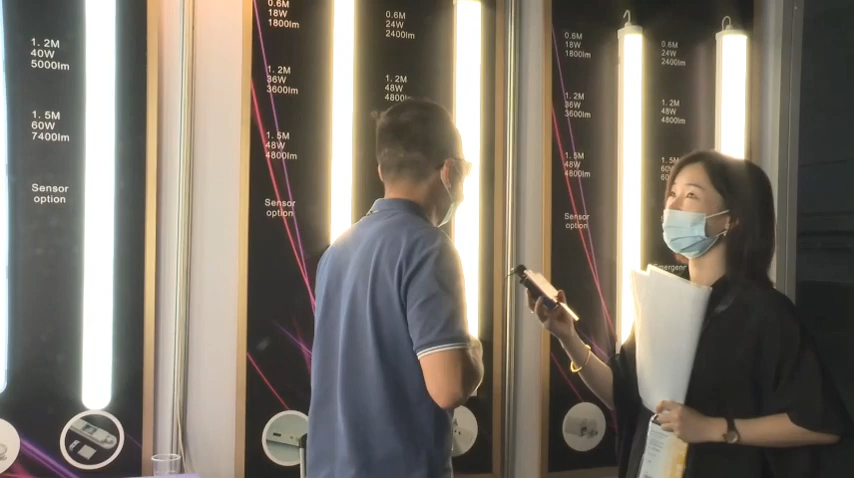 1. 2M
40W
5000lm
1. 5M
60W
7400lm
Sensor
option
0.6M
18W
1800lm
1. 2M
36W
3600lm
1. 5M
48W
4800lm
Sensor
option
0.6M
24W
2400lm
1. 2M
48W
4800
0.6M
18W
1800lm
1. 2M
36W
3600lm
1. 5M
48W
4800lm
Sensor
option
0.6M
24W
2400lm
1. 2M
48W
4800lm
1. 5M